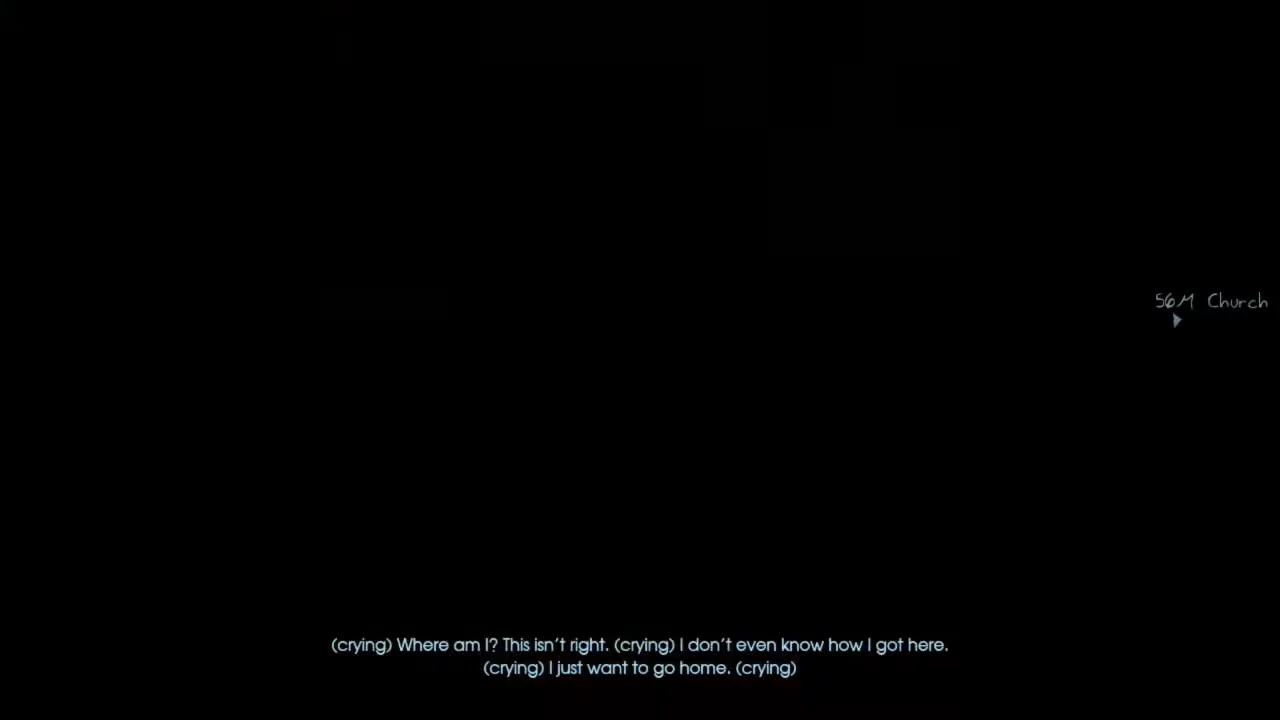 56M Church
(crying) Where am I? This isn't right. (crying) I don't even know how I got here.
(crying) I just want to go home. (crying)